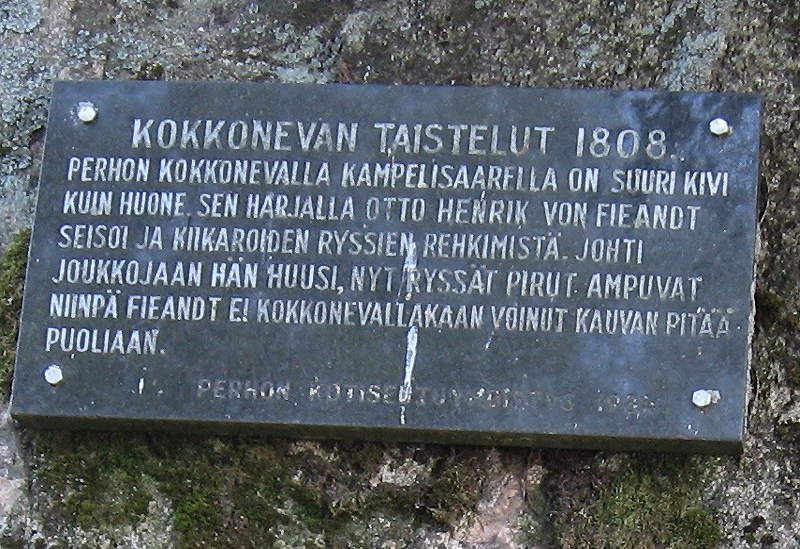 KOKKONEVAN TAISTELUT 1808.
PERHON KOKKONEVALLA KAMPELISAARELLA ON SUURI KIVI
KUIN HUONE SEN HARJALLA OTTO HENRIK VON FIEANDT
SEISOI JA KIIKAROIDEN RYSSIEN REHKIMISTÄ. JOHTI
JOUKKOJAAN HÄN HUUSI, NYT RYSSÄT PIRUT AMPUVAT
NIINPÄ FIEANDT EI KOKKONEVALLAKAAN VOINUT KAUVAN PITÄÄ
PUOLIAAN.
PERHON KOTISEUTUYHDISTYS